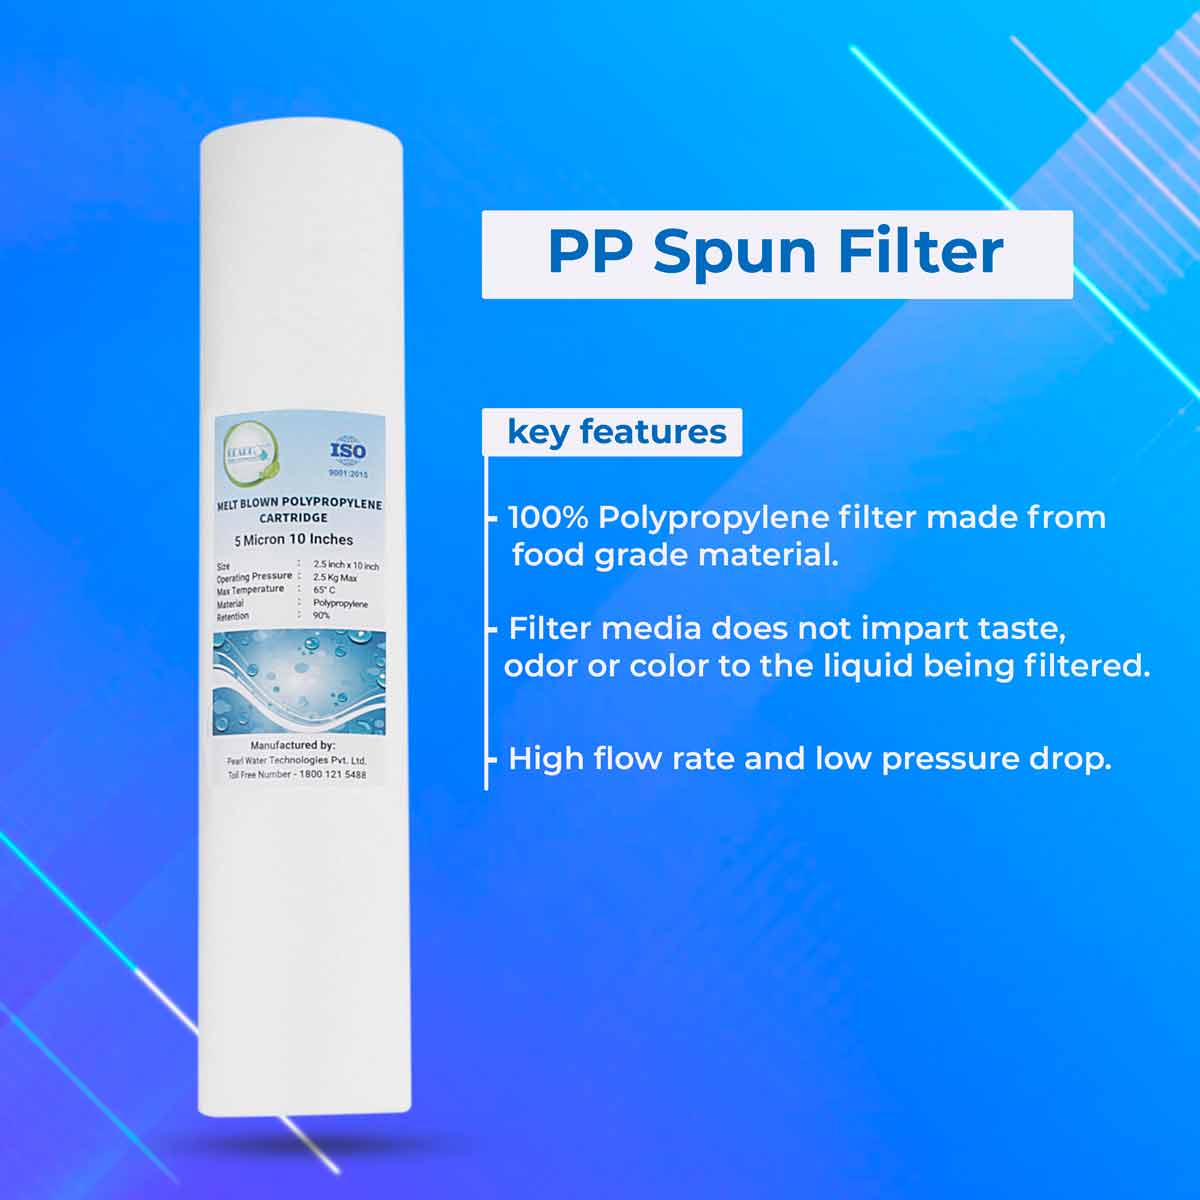 PP Spun Filter
key features
- 100% Polypropylene filter made from
food grade material.
- Filter media does not impart taste,
odor or color to the liquid being filtered.
- High flow rate and low pressure drop.
ISO
9001:2015
MELT BLOWN POLYPROPYLENE
CARTRIDGE
5 Micron 10 Inches
Size : 2.5 inch x 10 inch
Operating Pressure : 2.5 Kg Max
Max Temperature : 65° C
Material : Polypropylene
Retention : 90%
Manufactured by:
Pearl Water Technologies Pvt. Ltd.
Toll Free Number - 1800 121 5488